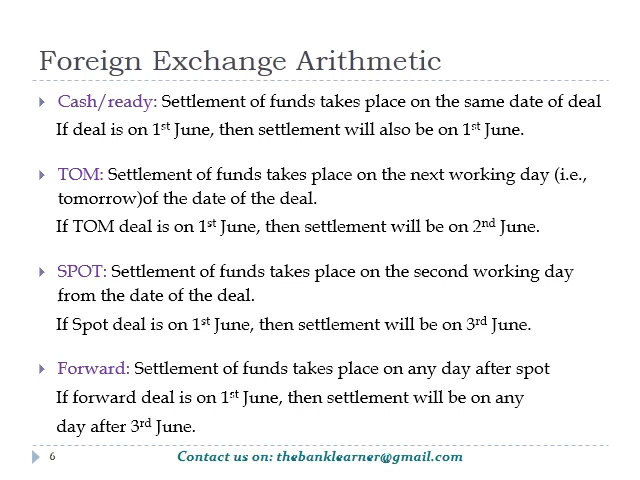 Foreign Exchange Arithmetic
Cash/ready: Settlement of funds takes place on the same date of deal
If deal is on 1st June, then settlement will also be on 1st June.
TOM: Settlement of funds takes place on the next working day (i.e.,
tomorrow)of the date of the deal.
If TOM deal is on 1st June, then settlement will be on 2nd June.
SPOT: Settlement of funds takes place on the second working day
from the date of the deal.
If Spot deal is on 1st June, then settlement will be on 3rd June.
Forward: Settlement of funds takes place on any day after spot
If forward deal is on 1st June, then settlement will be on any
day after 3rd June.
6 Contact us on: thebanklearner@gmail.com